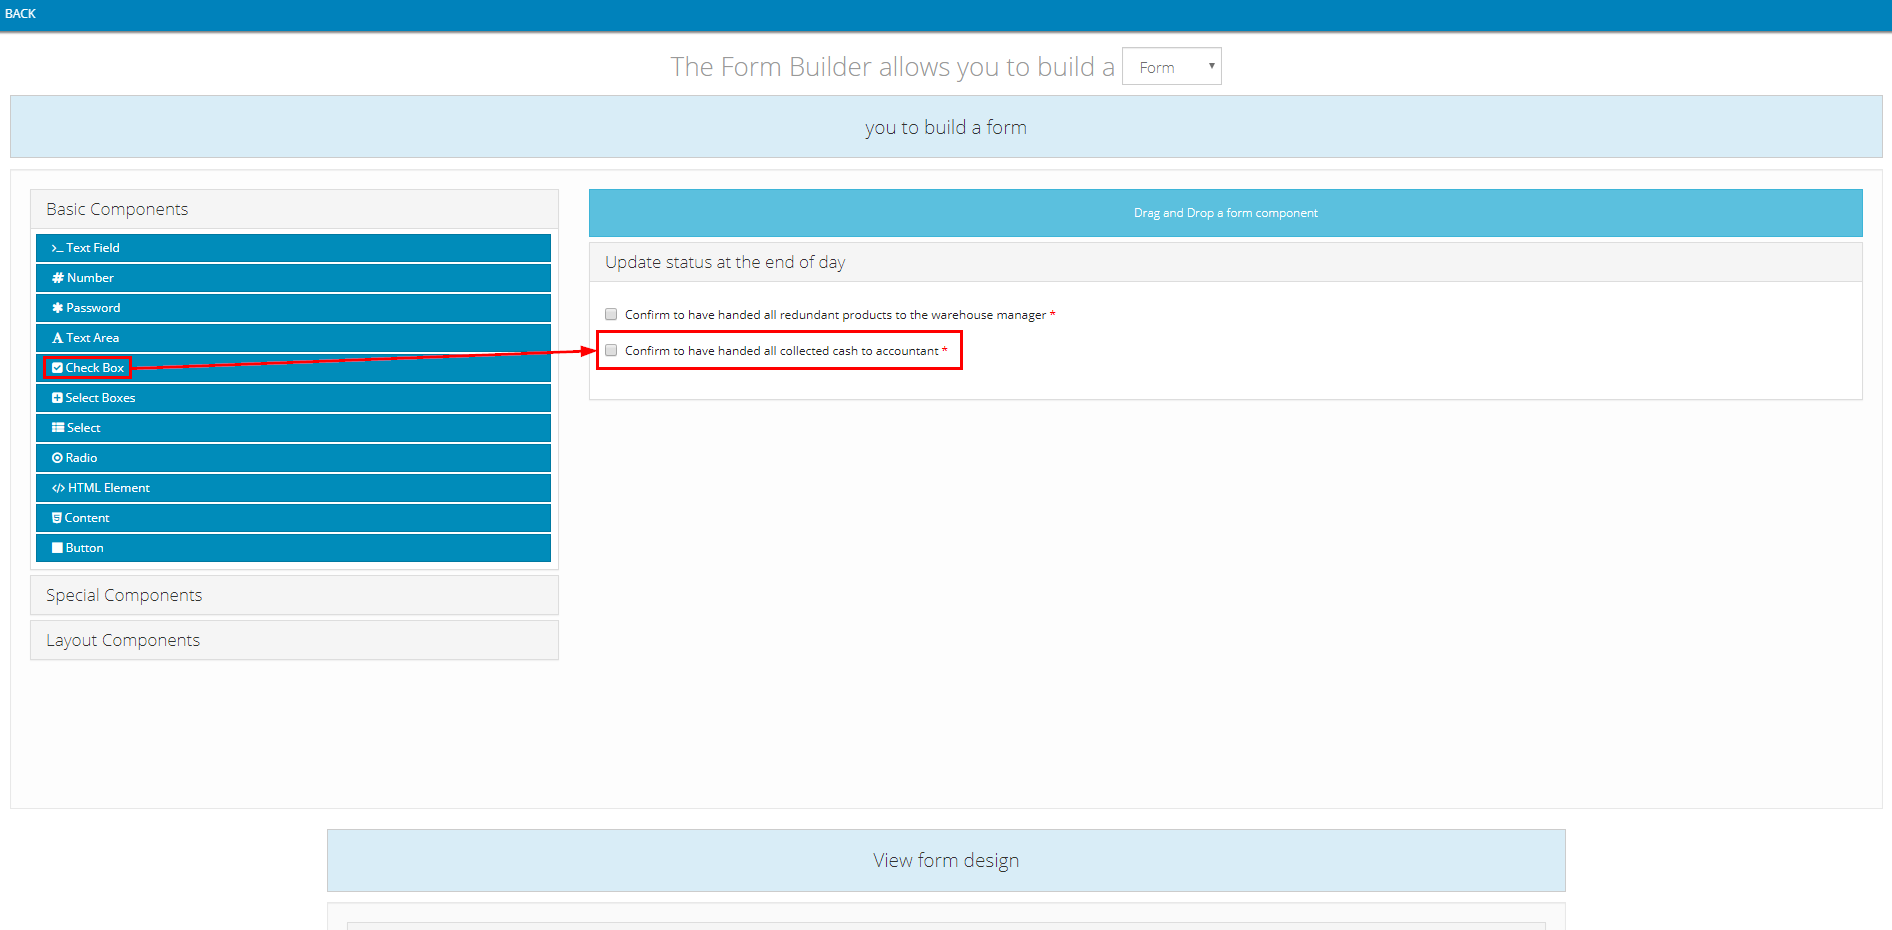 BACK
The Form Builder allows you to build a Form
you to build a form
Basic Components
Text Field
Number
Password
Text Area
Check Box
Select Boxes
Select
Radio
HTML Element
Content
Button
Special Components
Layout Components
Drag and Drop a form component
Update status at the end of day
Confirm to have handed all redundant products to the warehouse manager *
Confirm to have handed all collected cash to accountant *
View form design